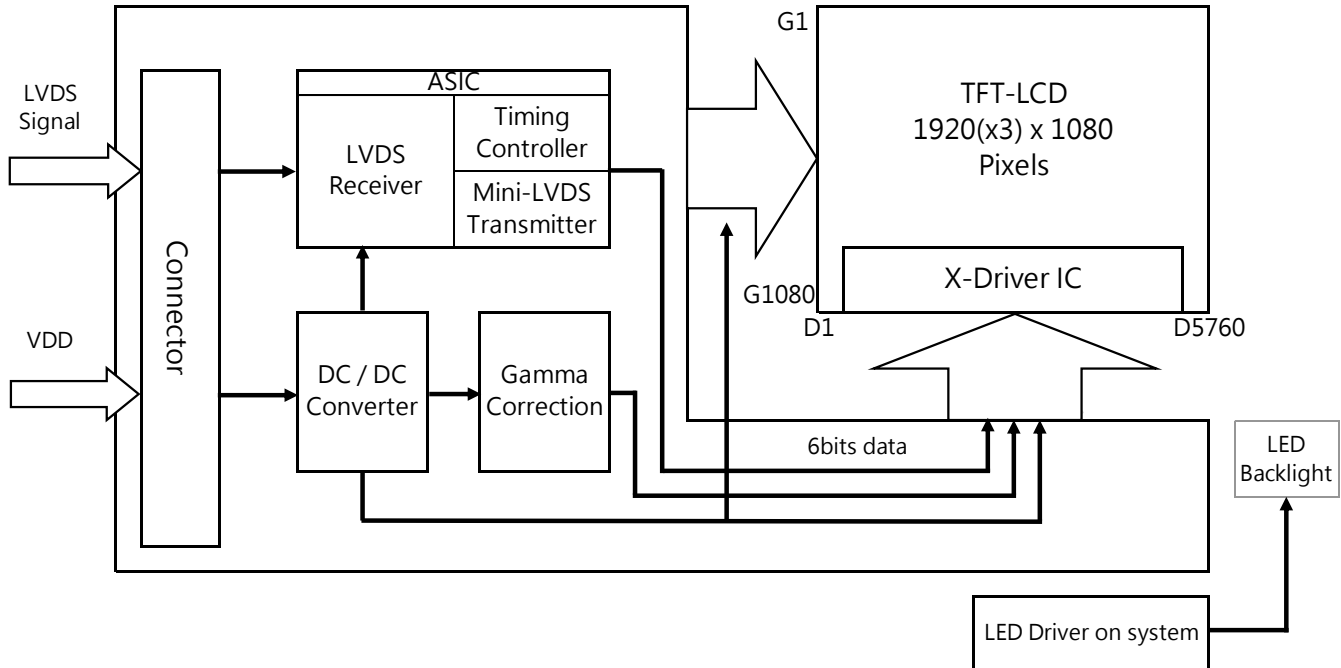 LVDS
Signal
VDD
Connector
ASIC
LVDS
Receiver
Timing
Controller
Mini-LVDS
Transmitter
DC / DC
Converter
Gamma
Correction
G1
TFT-LCD
1920(x3) x 1080
Pixels
G1080
X-Driver IC
D1
D5760
6bits data
LED
Backlight
LED Driver on system